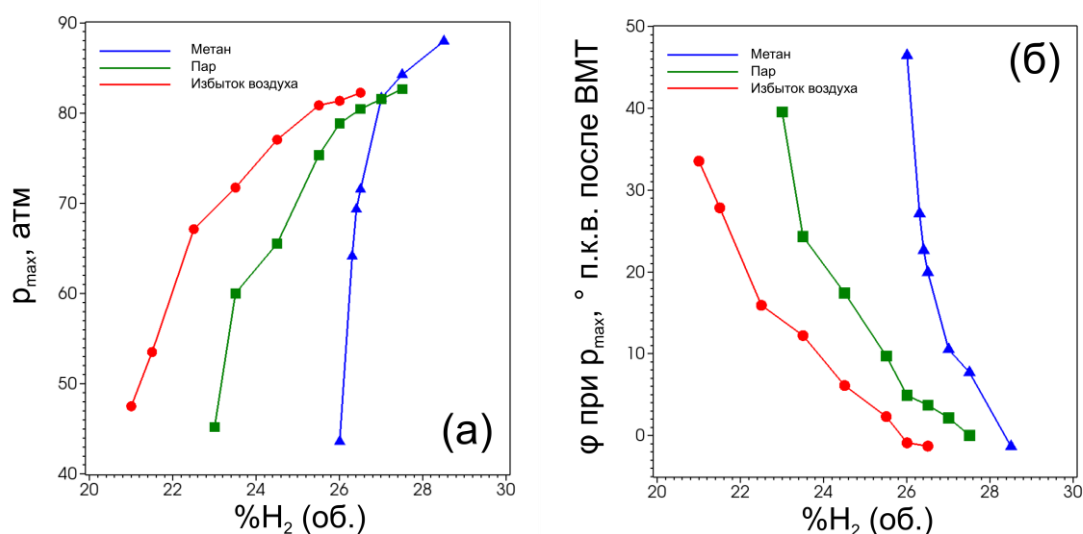 90
80
70
60
50
40
20
22
24
26
28
30
p_max, атм
%H₂ (об.)
Метан
Пар
Избыток воздуха
(а)
50
40
30
20
10
0
20
22
24
26
28
30
φ при p_max, ° п.к.в. после ВМТ
%H₂ (об.)
Метан
Пар
Избыток воздуха
(б)